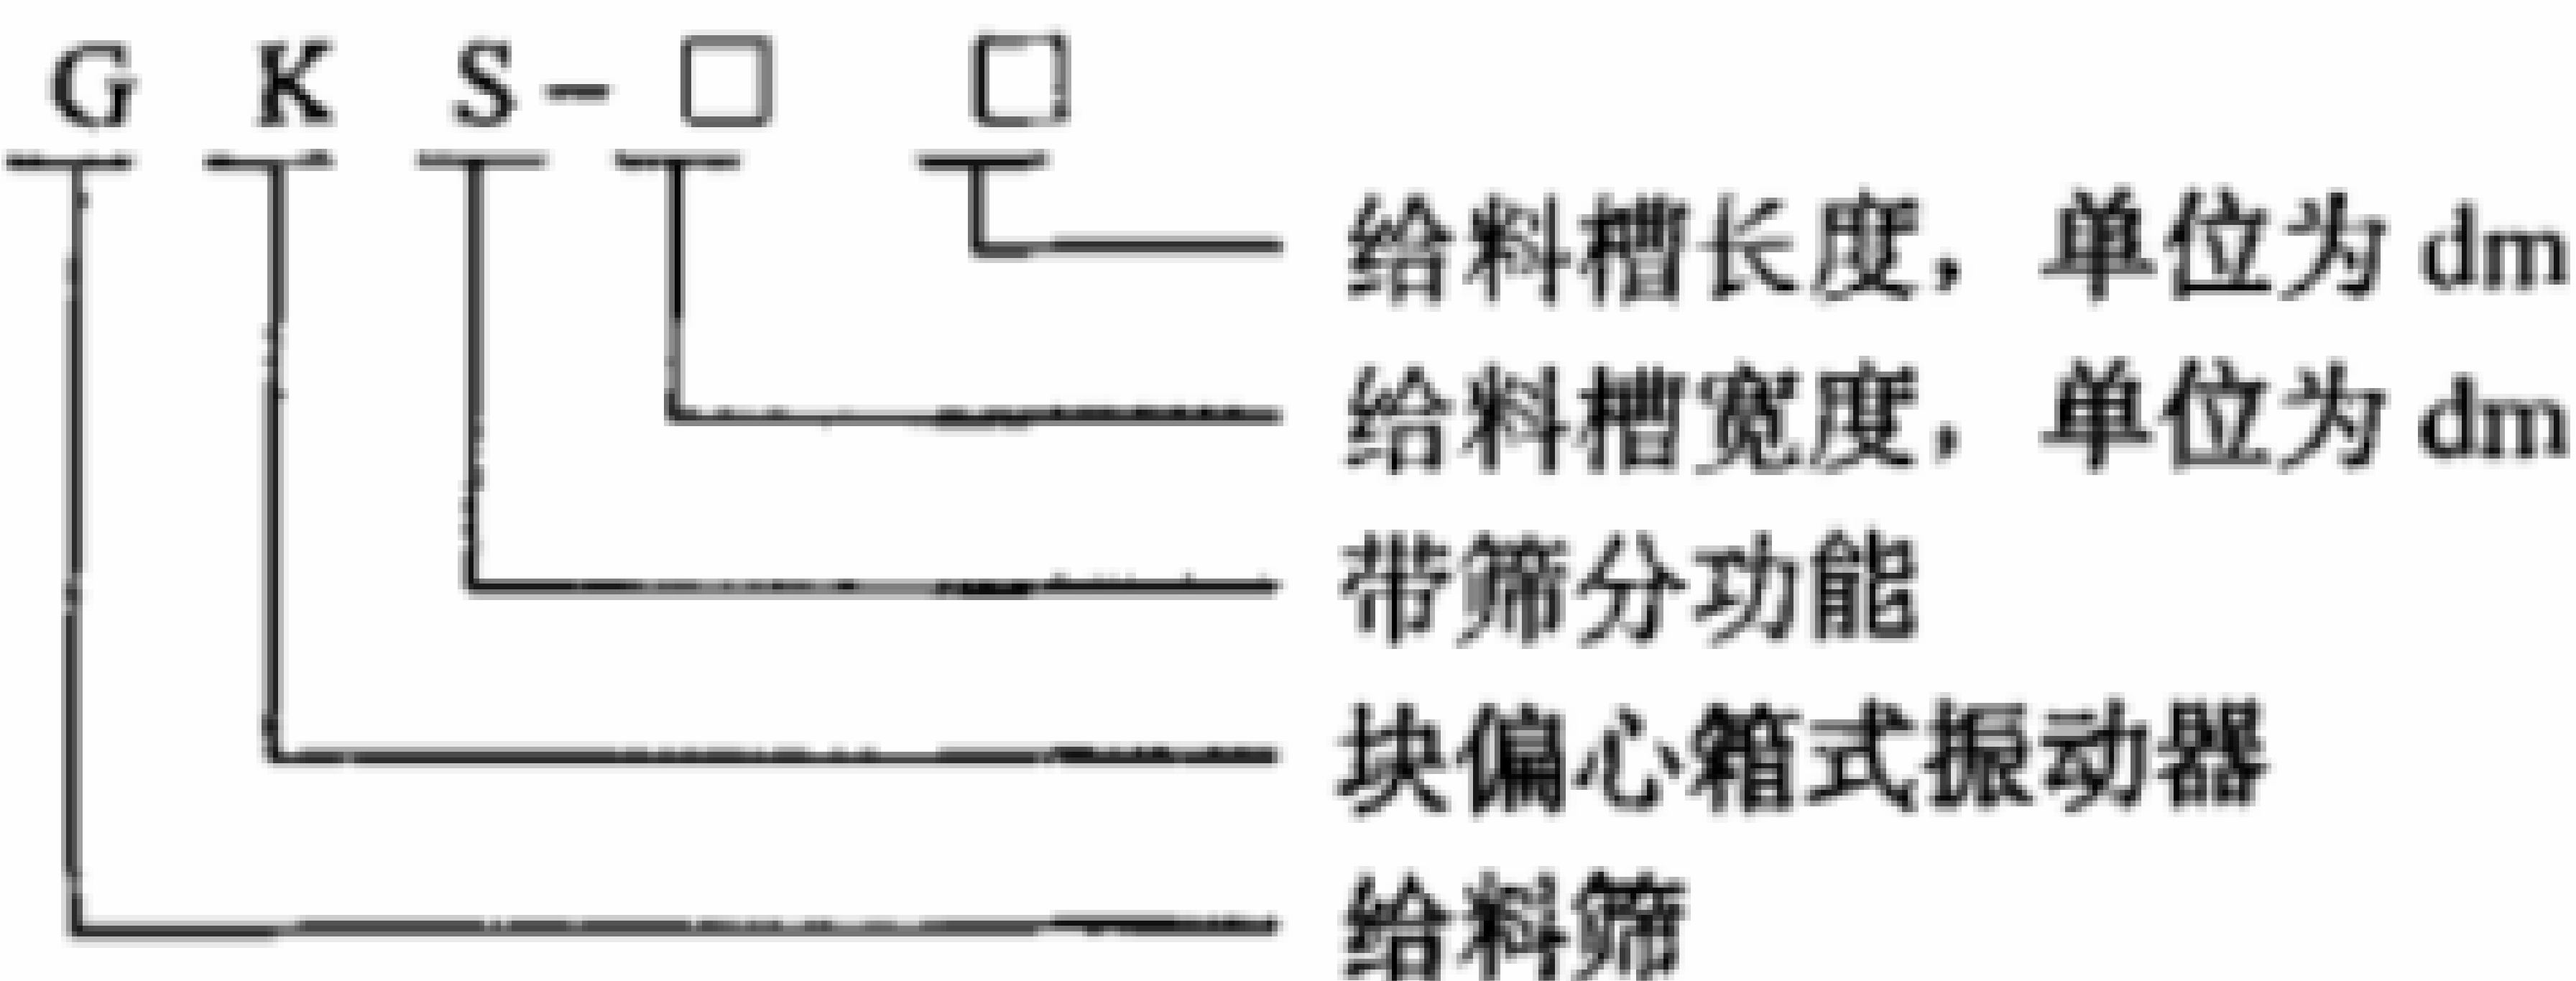 G K S-□ □
给料槽长度，单位为 dm
给料槽宽度，单位为 dm
带筛分功能
块偏心箱式振动器
给料筛